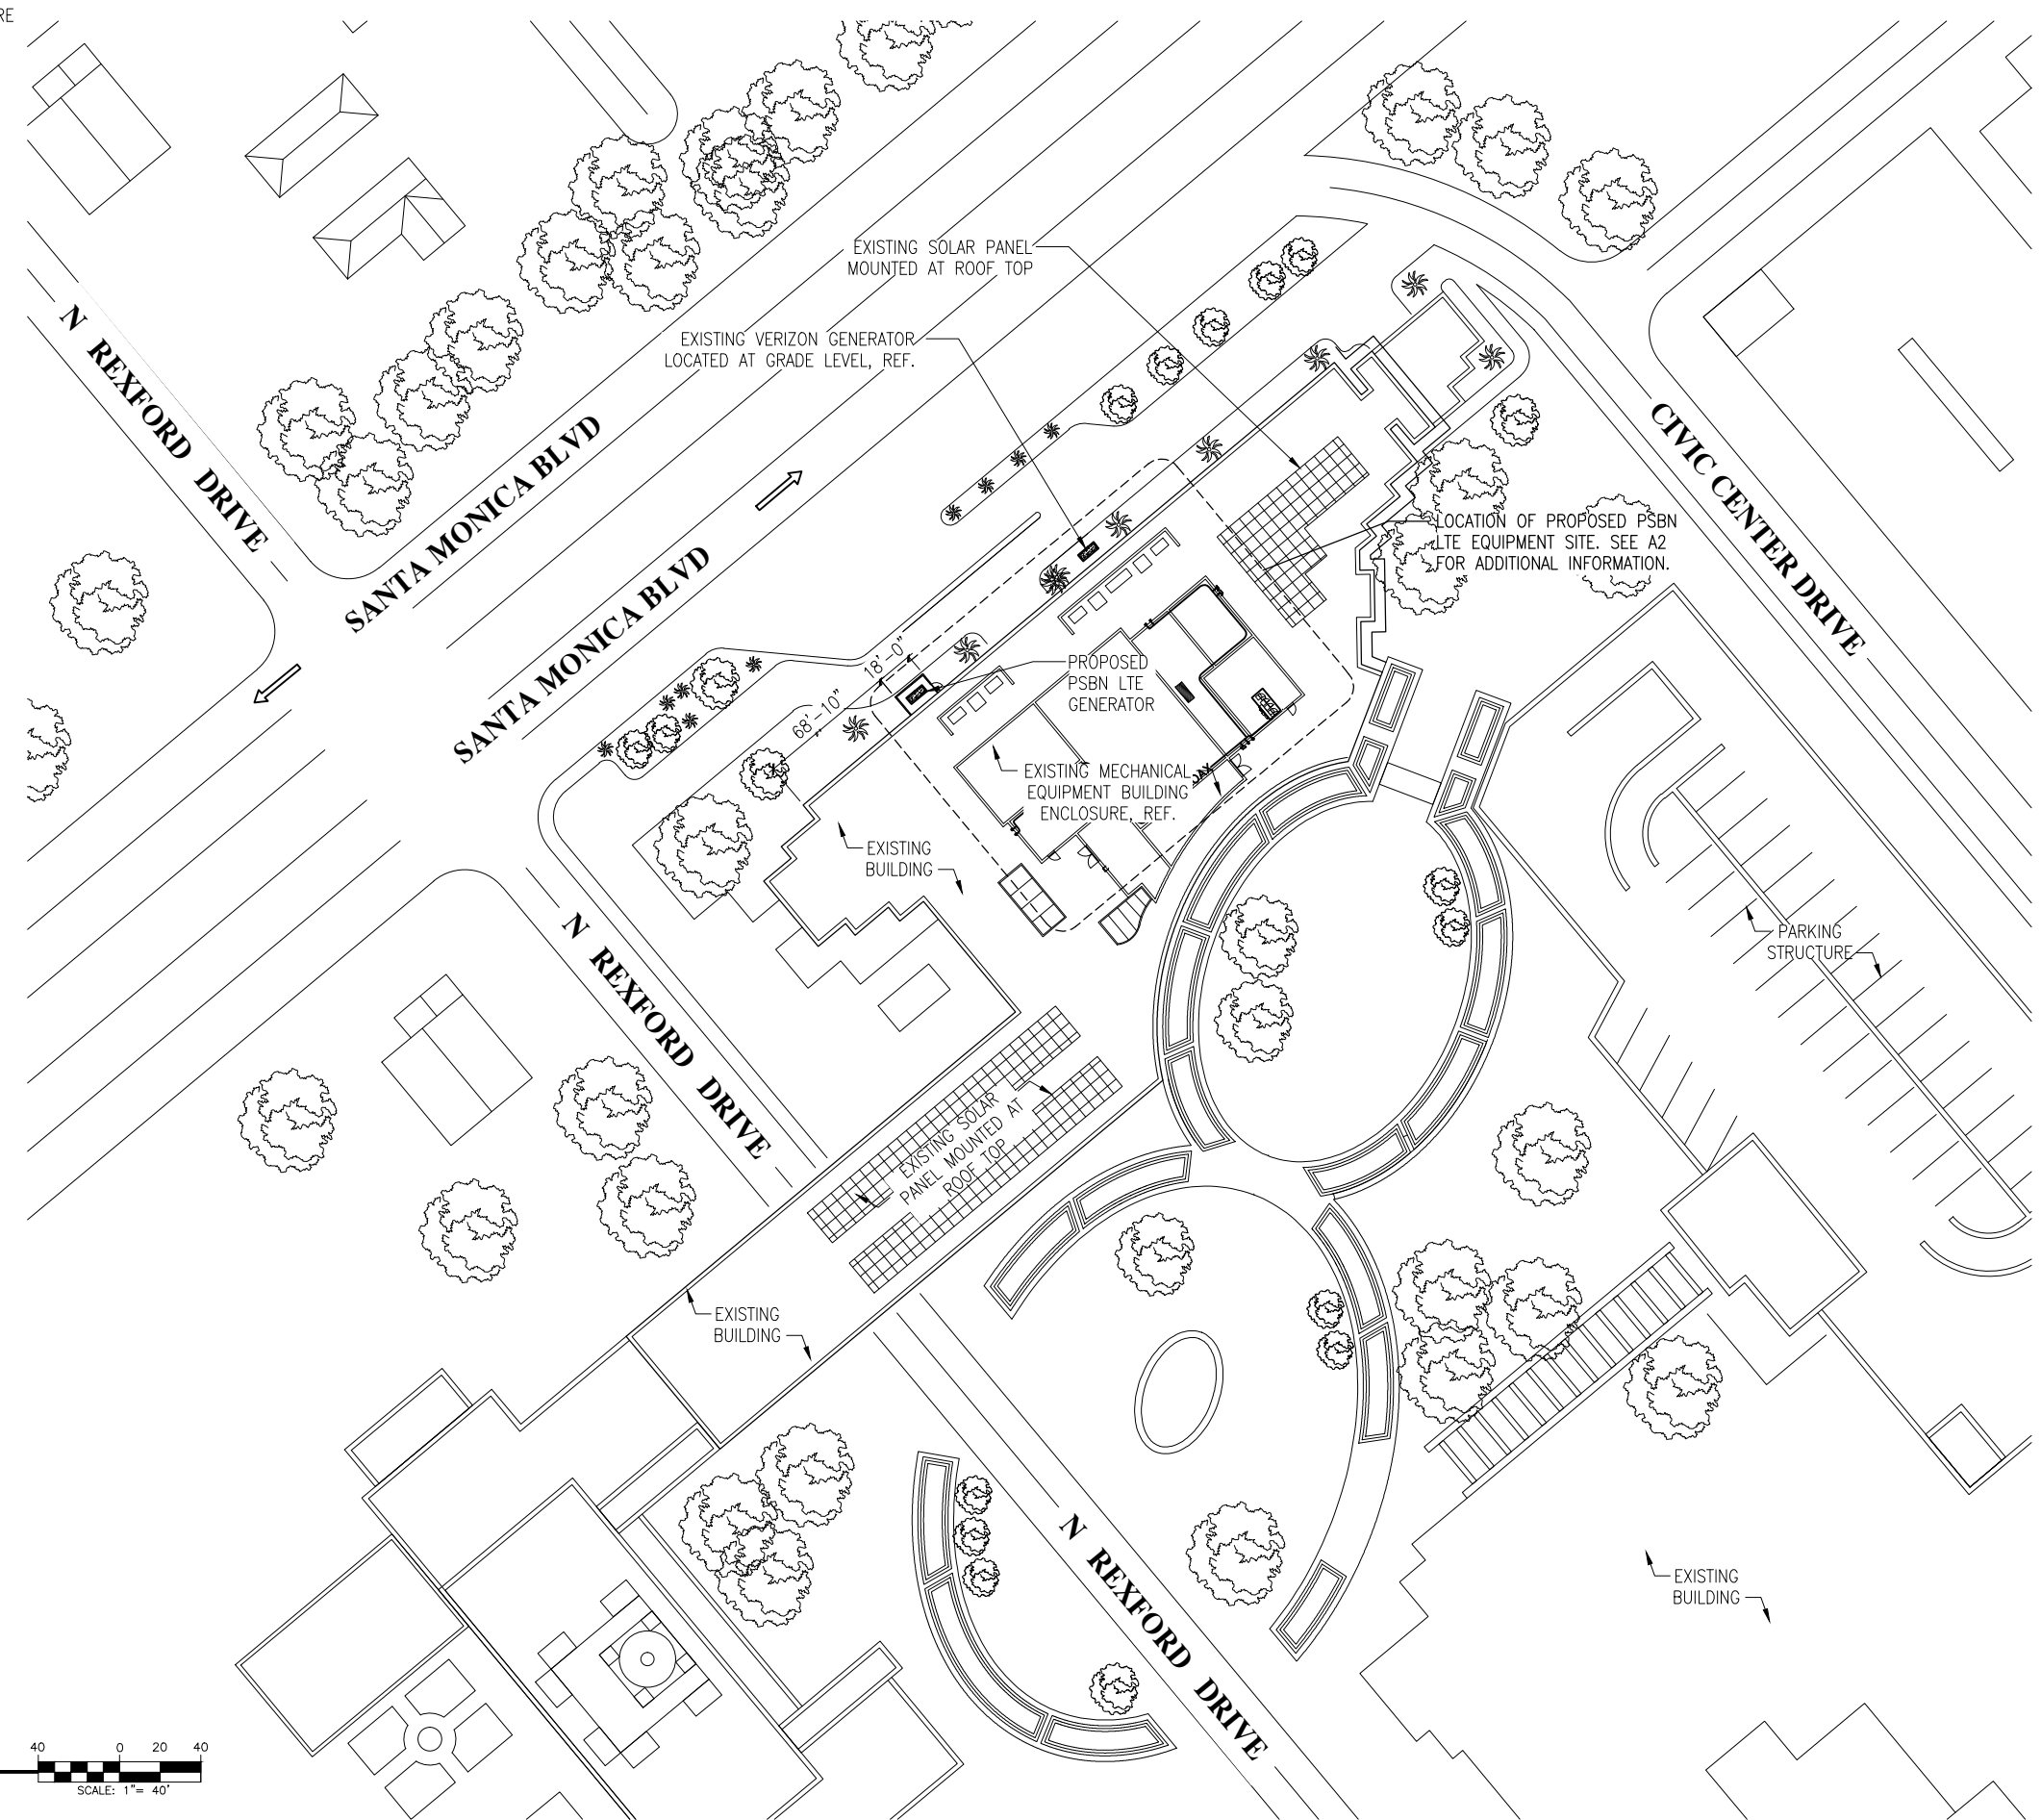 RE
EXISTING SOLAR PANEL
MOUNTED AT ROOF TOP
EXISTING VERIZON GENERATOR
LOCATED AT GRADE LEVEL, REF.
N REXFORD DRIVE
SANTA MONICA BLVD
SANTA MONICA BLVD
CIVIC CENTER DRIVE
LOCATION OF PROPOSED PSBN
LTE EQUIPMENT SITE. SEE A2
FOR ADDITIONAL INFORMATION.
18'-0"
68'-10"
PROPOSED
PSBN LTE
GENERATOR
EXISTING MECHANICAL
EQUIPMENT BUILDING
ENCLOSURE, REF.
EXISTING
BUILDING
PARKING
STRUCTURE
N REXFORD DRIVE
EXISTING SOLAR
PANEL MOUNTED AT
ROOF TOP
EXISTING
BUILDING
N REXFORD DRIVE
EXISTING
BUILDING
40 0 20 40
SCALE: 1"= 40'